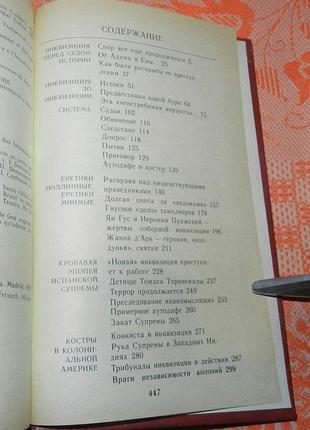 СОДЕРЖАНИЕ
ИНКВИЗИЦИЯ
ПЕРЕД СУДОМ
ИСТОРИИ
Спор все еще продолжается 5
От Адама и Евы... 25
Как были раскрыты ее преступ-
ления 37
ИНКВИЗИЦИЯ
ДО
ИНКВИЗИЦИИ
Истоки 51
Предвестники новой бури 64
Эта «неистребимая мерзость»...
СИСТЕМА
Судьи 102
Обвинение 110
Следствие 114
Допрос 118
Пытки 125
Приговор 129
Аутодафе и костер 139
ЕРЕТИКИ
ПОДЛИННЫЕ,
ЕРЕТИКИ
МНИМЫЕ
Расправа над нищенствующими
праведниками 146
Долгая охота за «ведьмами»
Гнусное «дело» тамплиеров 178
Ян Гус и Иероним Пражский —
жертвы соборной инквизиции 196
Жанна д'Арк — героиня, «кол-
дунья», святая 211
КРОВАВАЯ
ЭПОПЕЯ
ИСПАНСКОЙ
СУПРЕМЫ
«Новая» инквизиция приступа-
ет к работе 228
Детище Томаса Торквемады 237
Террор продолжается 249
Преследование инакомыслящих
Примерное аутодафе 260
Закат Супремы 265
КОСТРЫ
В КОЛОНИ-
АЛЬНОЙ
АМЕРИКЕ
Конкиста и инквизиция 271
Рука Супремы в Западных Ин-
диях 280
Трибуналы инквизиции в действии 287
Враги независимости колоний 299
447